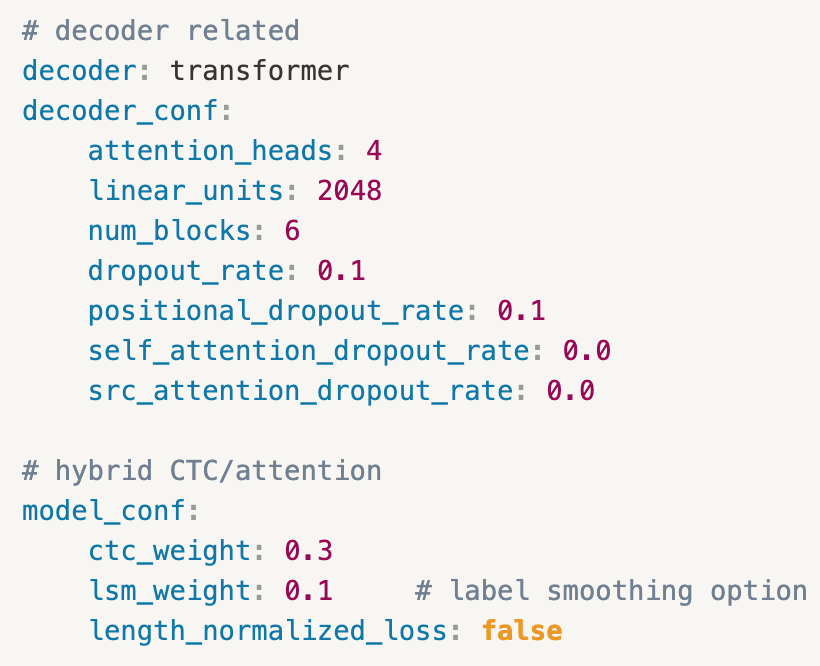 # decoder related
decoder: transformer
decoder_conf:
    attention_heads: 4
    linear_units: 2048
    num_blocks: 6
    dropout_rate: 0.1
    positional_dropout_rate: 0.1
    self_attention_dropout_rate: 0.0
    src_attention_dropout_rate: 0.0

# hybrid CTC/attention
model_conf:
    ctc_weight: 0.3
    lsm_weight: 0.1     # label smoothing option
    length_normalized_loss: false